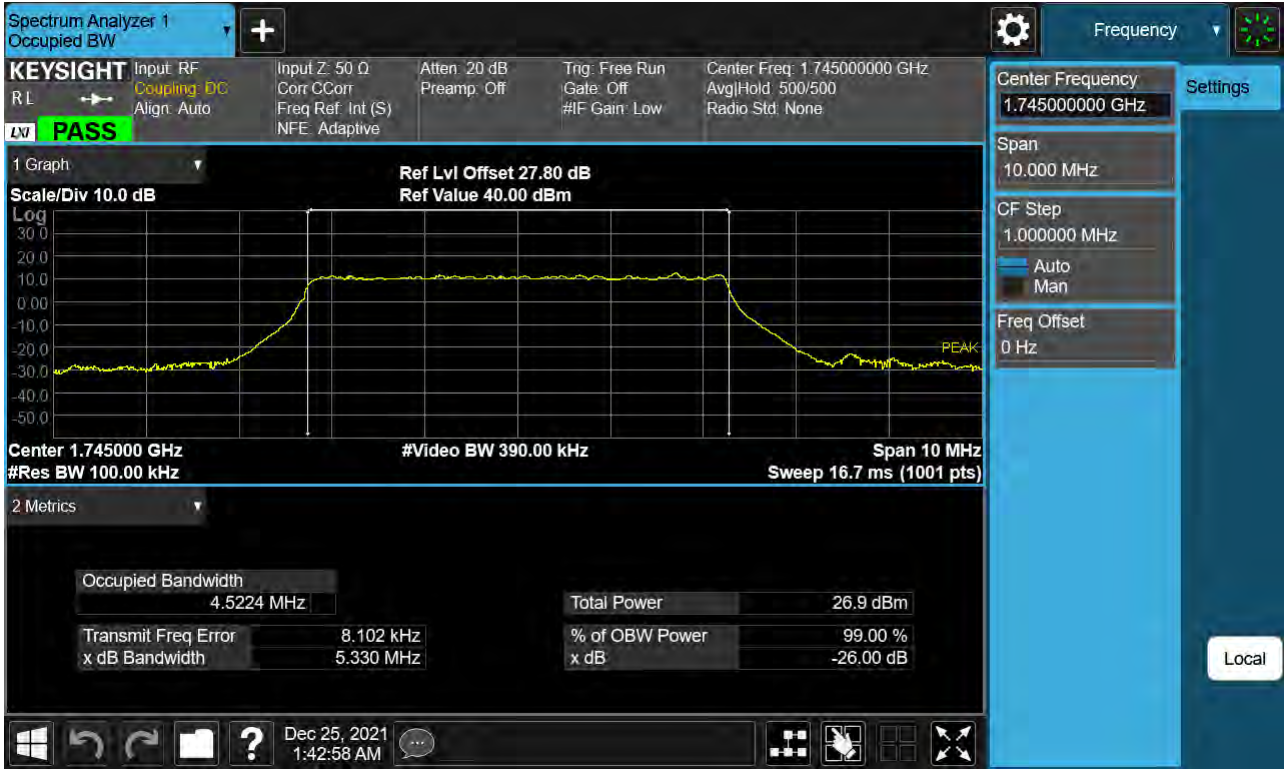 Spectrum Analyzer 1
Occupied BW
+
Frequency
KEYSIGHT
RL
LXI
PASS
Input: RF
Coupling: DC
Align: Auto
Input Z: 50 Ω
Corr CCorr
Freq Ref: Int (S)
NFE: Adaptive
Atten: 20 dB
Preamp: Off
Trig: Free Run
Gate: Off
#IF Gain: Low
Center Freq: 1.745000000 GHz
Avg|Hold: 500/500
Radio Std: None
1 Graph
Scale/Div 10.0 dB
Ref Lvl Offset 27.80 dB
Ref Value 40.00 dBm
Log
30.0
20.0
10.0
0.00
-10.0
-20.0
-30.0
-40.0
-50.0
PEAK
Center 1.745000 GHz
#Video BW 390.00 kHz
Span 10 MHz
#Res BW 100.00 kHz
Sweep 16.7 ms (1001 pts)
2 Metrics
Occupied Bandwidth
4.5224 MHz
Transmit Freq Error 8.102 kHz
x dB Bandwidth 5.330 MHz
Total Power 26.9 dBm
% of OBW Power 99.00 %
x dB -26.00 dB
?
Dec 25, 2021
1:42:58 AM
Center Frequency
1.745000000 GHz
Span
10.000 MHz
CF Step
1.000000 MHz
Auto
Man
Freq Offset
0 Hz
Settings
Local